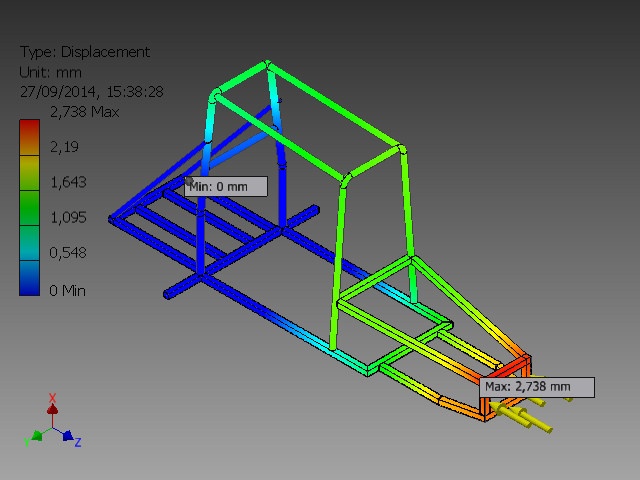 Type: Displacement
Unit: mm
27/09/2014, 15:38:28
2,738 Max
2,19
1,643
1,095
0,548
0 Min
Min: 0 mm
Max: 2,738 mm
X
Y
Z